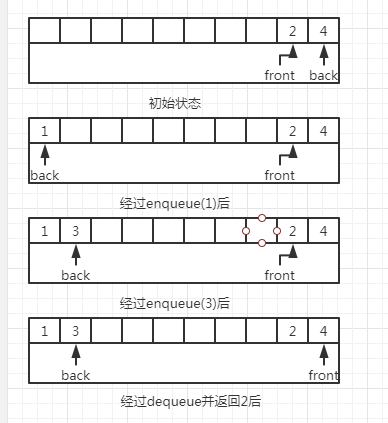 2 4
front back
初始状态
1 2 4
back front
经过enqueue(1)后
1 3 2 4
back front
经过enqueue(3)后
1 3 2 4
back front
经过dequeue并返回2后